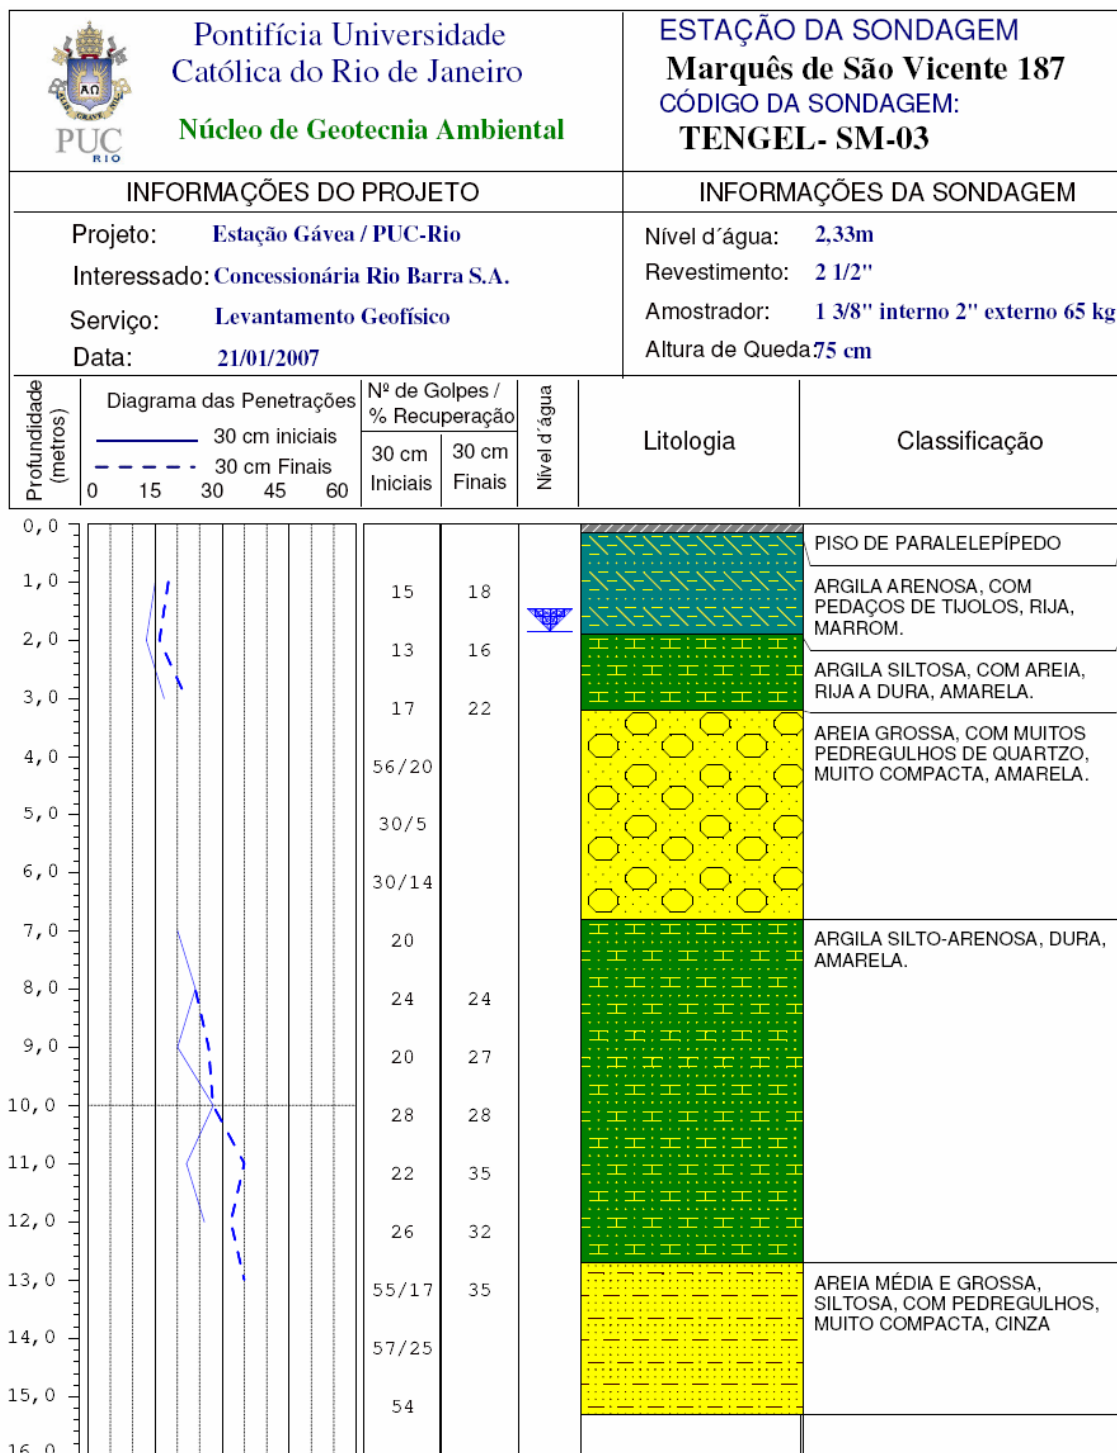 Pontifícia Universidade
Católica do Rio de Janeiro
Núcleo de Geotecnia Ambiental
PUC
RIO
ESTAÇÃO DA SONDAGEM
Marquês de São Vicente 187
CÓDIGO DA SONDAGEM:
TENGEL- SM-03
INFORMAÇÕES DO PROJETO
Projeto: Estação Gávea / PUC-Rio
Interessado: Concessionária Rio Barra S.A.
Serviço: Levantamento Geofísico
Data: 21/01/2007
INFORMAÇÕES DA SONDAGEM
Nível d´água: 2,33m
Revestimento: 2 1/2"
Amostrador: 1 3/8" interno 2" externo 65 kg
Altura de Queda: 75 cm
Profundidade
(metros)
Diagrama das Penetrações
30 cm iniciais
30 cm Finais
0 15 30 45 60
Nº de Golpes /
% Recuperação
30 cm
Iniciais
30 cm
Finais
Nível d´água
Litologia
Classificação
0,0
1,0
2,0
3,0
4,0
5,0
6,0
7,0
8,0
9,0
10,0
11,0
12,0
13,0
14,0
15,0
16,0
15 18
13 16
17 22
56/20
30/5
30/14
20
24 24
20 27
28 28
22 35
26 32
55/17 35
57/25
54
PISO DE PARALELEPÍPEDO
ARGILA ARENOSA, COM
PEDAÇOS DE TIJOLOS, RIJA,
MARROM.
ARGILA SILTOSA, COM AREIA,
RIJA A DURA, AMARELA.
AREIA GROSSA, COM MUITOS
PEDREGULHOS DE QUARTZO,
MUITO COMPACTA, AMARELA.
ARGILA SILTO-ARENOSA, DURA,
AMARELA.
AREIA MÉDIA E GROSSA,
SILTOSA, COM PEDREGULHOS,
MUITO COMPACTA, CINZA